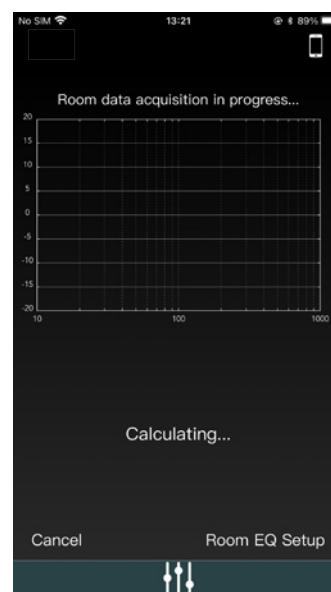 No SIM 13:21 89%
Room data acquisition in progress...
20
15
10
5
0
-5
-10
-15
-20
10 100 1000
Calculating...
Cancel Room EQ Setup